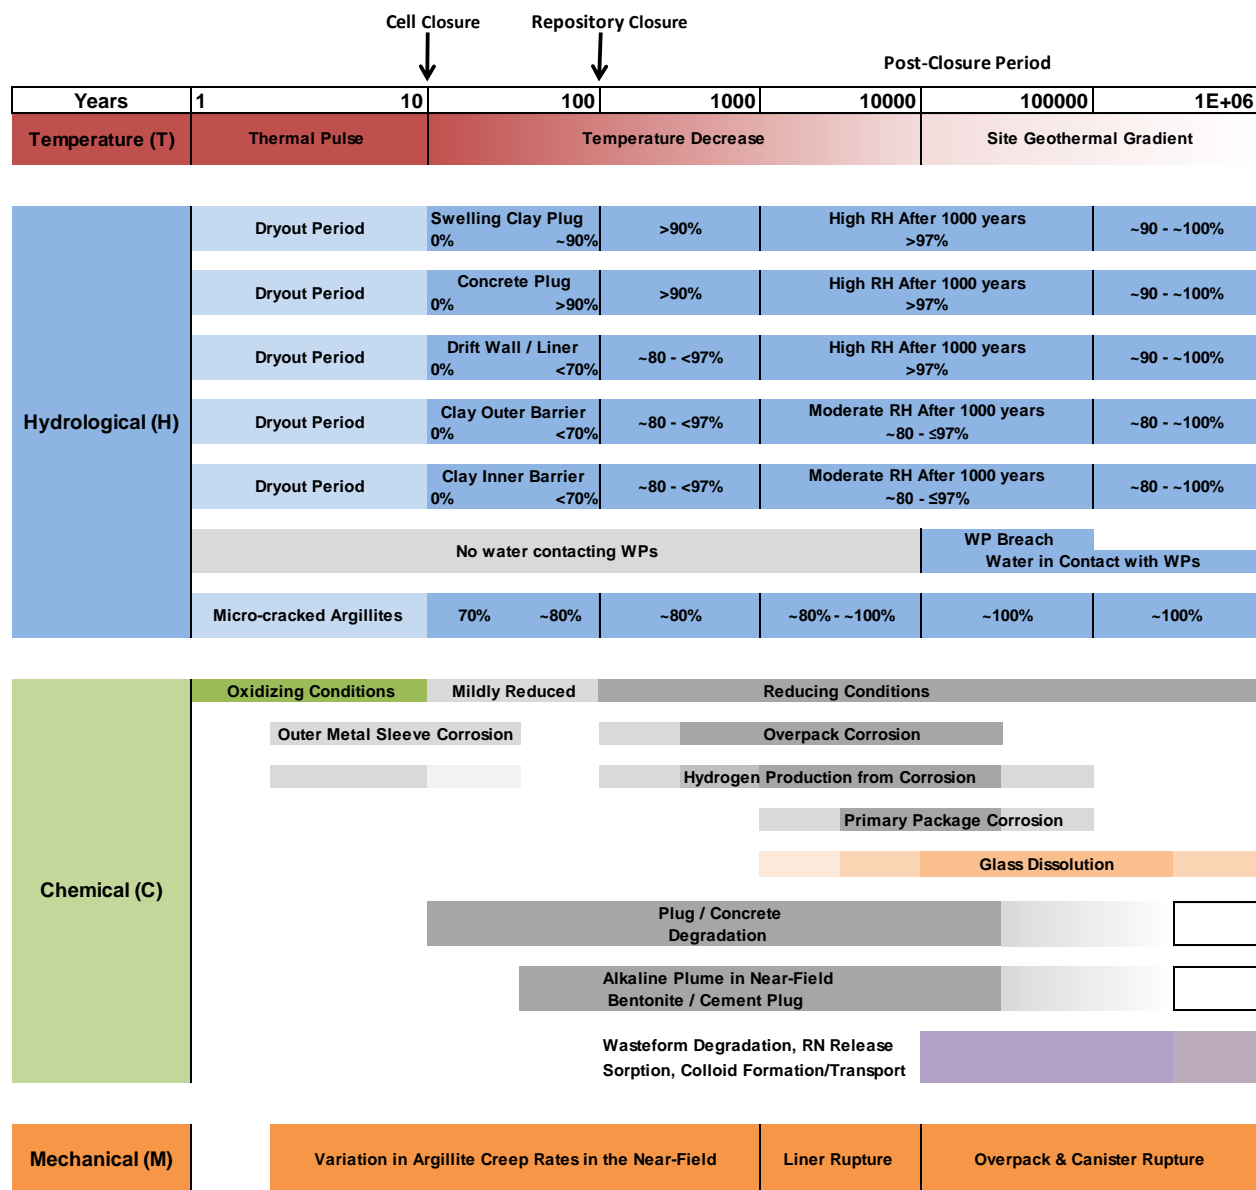 Cell Closure
Repository Closure
Post-Closure Period
Years 1 10 100 1000 10000 100000 1E+06
Temperature (T) Thermal Pulse Temperature Decrease Site Geothermal Gradient
Hydrological (H)
Dryout Period Swelling Clay Plug >90% High RH After 1000 years ~90 - ~100%
0% ~90% >97%
Dryout Period Concrete Plug >90% High RH After 1000 years ~90 - ~100%
0% >90% >97%
Dryout Period Drift Wall / Liner ~80 - <97% High RH After 1000 years ~90 - ~100%
0% <70% >97%
Dryout Period Clay Outer Barrier ~80 - <97% Moderate RH After 1000 years ~80 - ~100%
0% <70% ~80 - ≤97%
Dryout Period Clay Inner Barrier ~80 - <97% Moderate RH After 1000 years ~80 - ~100%
0% <70% ~80 - ≤97%
No water contacting WPs WP Breach
Water in Contact with WPs
Micro-cracked Argillites 70% ~80% ~80% ~80% - ~100% ~100% ~100%
Chemical (C)
Oxidizing Conditions Mildly Reduced Reducing Conditions
Outer Metal Sleeve Corrosion Overpack Corrosion
Hydrogen Production from Corrosion
Primary Package Corrosion
Glass Dissolution
Plug / Concrete
Degradation
Alkaline Plume in Near-Field
Bentonite / Cement Plug
Wasteform Degradation, RN Release
Sorption, Colloid Formation/Transport
Mechanical (M) Variation in Argillite Creep Rates in the Near-Field Liner Rupture Overpack & Canister Rupture